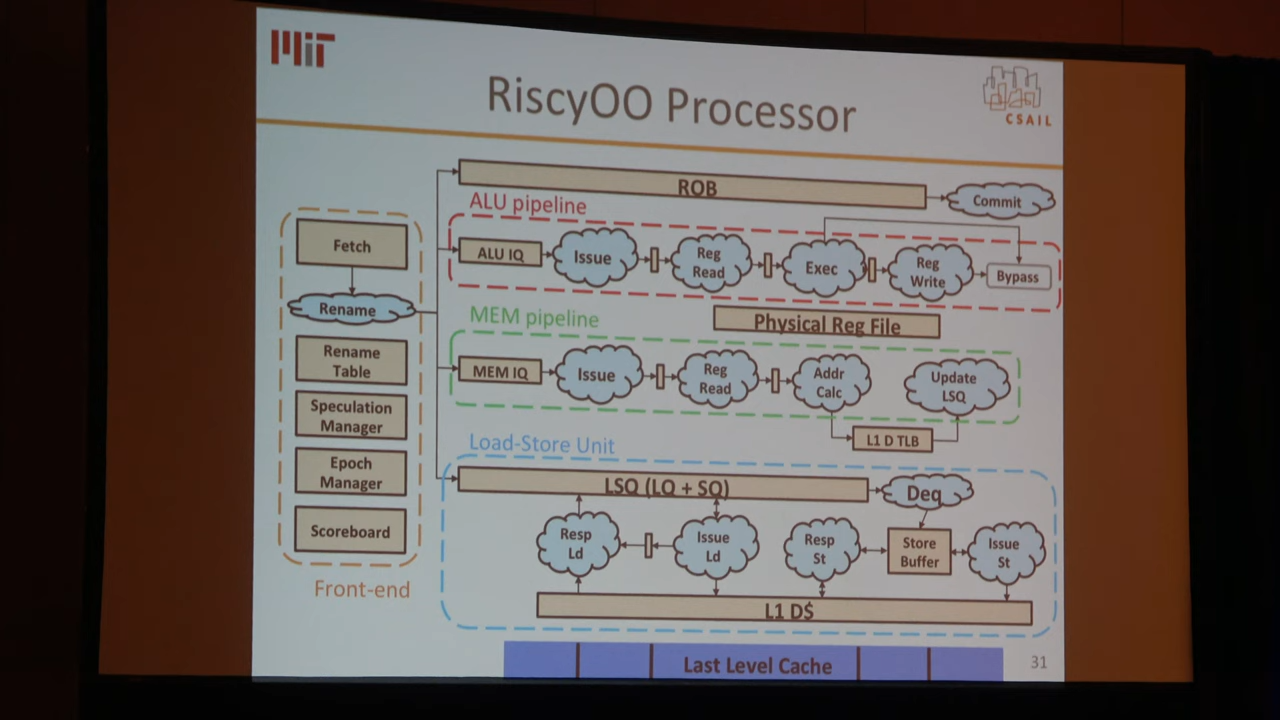 MIT
RiscyOO Processor
CSAIL
ROB
Commit
ALU pipeline
Fetch
ALU IQ
Issue
Reg
Read
Exec
Reg
Write
Bypass
Rename
MEM pipeline
Physical Reg File
Rename
Table
MEM IQ
Issue
Reg
Read
Addr
Calc
Update
LSQ
Speculation
Manager
L1 D TLB
Load-Store Unit
Epoch
Manager
LSQ (LQ + SQ)
Deq
Scoreboard
Resp
Ld
Issue
Ld
Resp
St
Store
Buffer
Issue
St
Front-end
L1 D$
Last Level Cache
31